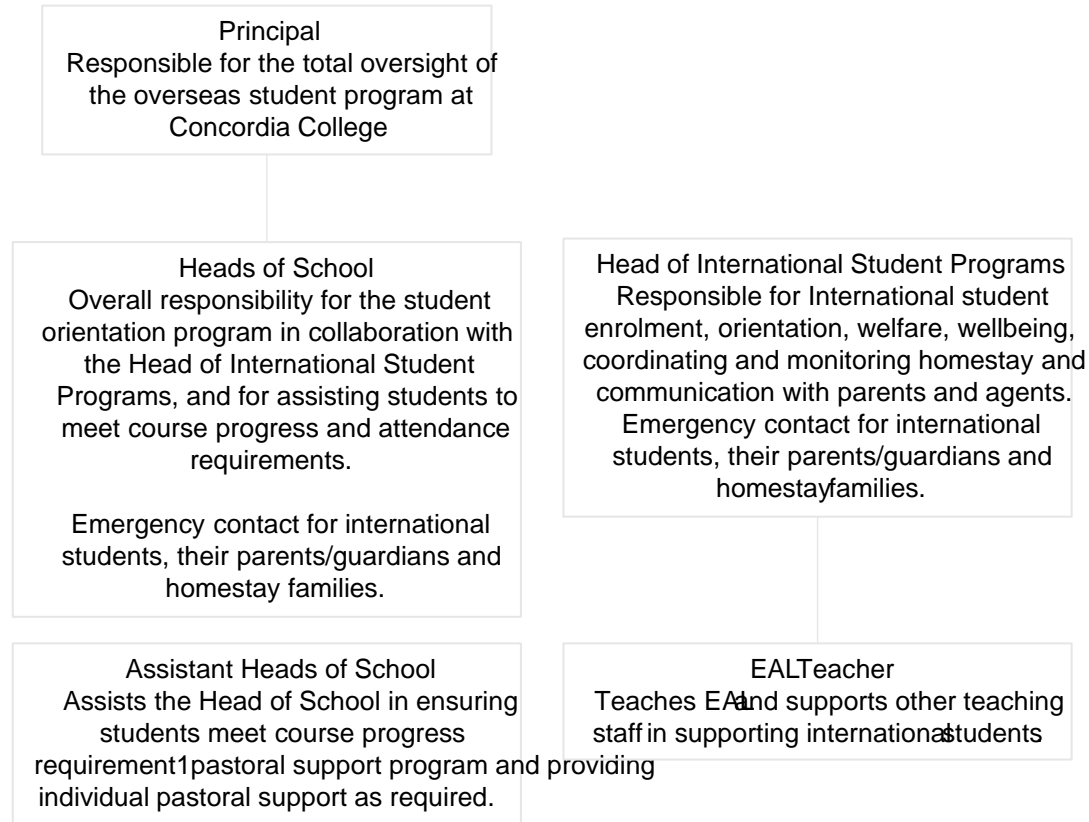 Principal
Responsible for the total oversight of
the overseas student program at
Concordia College
Heads of School
Overall responsibility for the student
orientation program in collaboration with
the Head of International Student
Programs, and for assisting students to
meet course progress and attendance
requirements.
Emergency contact for international
students, their parents/guardians and
homestay families.
Head of International Student Programs
Responsible for International student
enrolment, orientation, welfare, wellbeing,
coordinating and monitoring homestay and
communication with parents and agents.
Emergency contact for international
students, their parents/guardians and
homestayfamilies.
Assistant Heads of School
Assists the Head of School in ensuring
students meet course progress
requirement1pastoral support program and providing
individual pastoral support as required.
EALTeacher
Teaches EAL and supports other teaching
staff in supporting international students